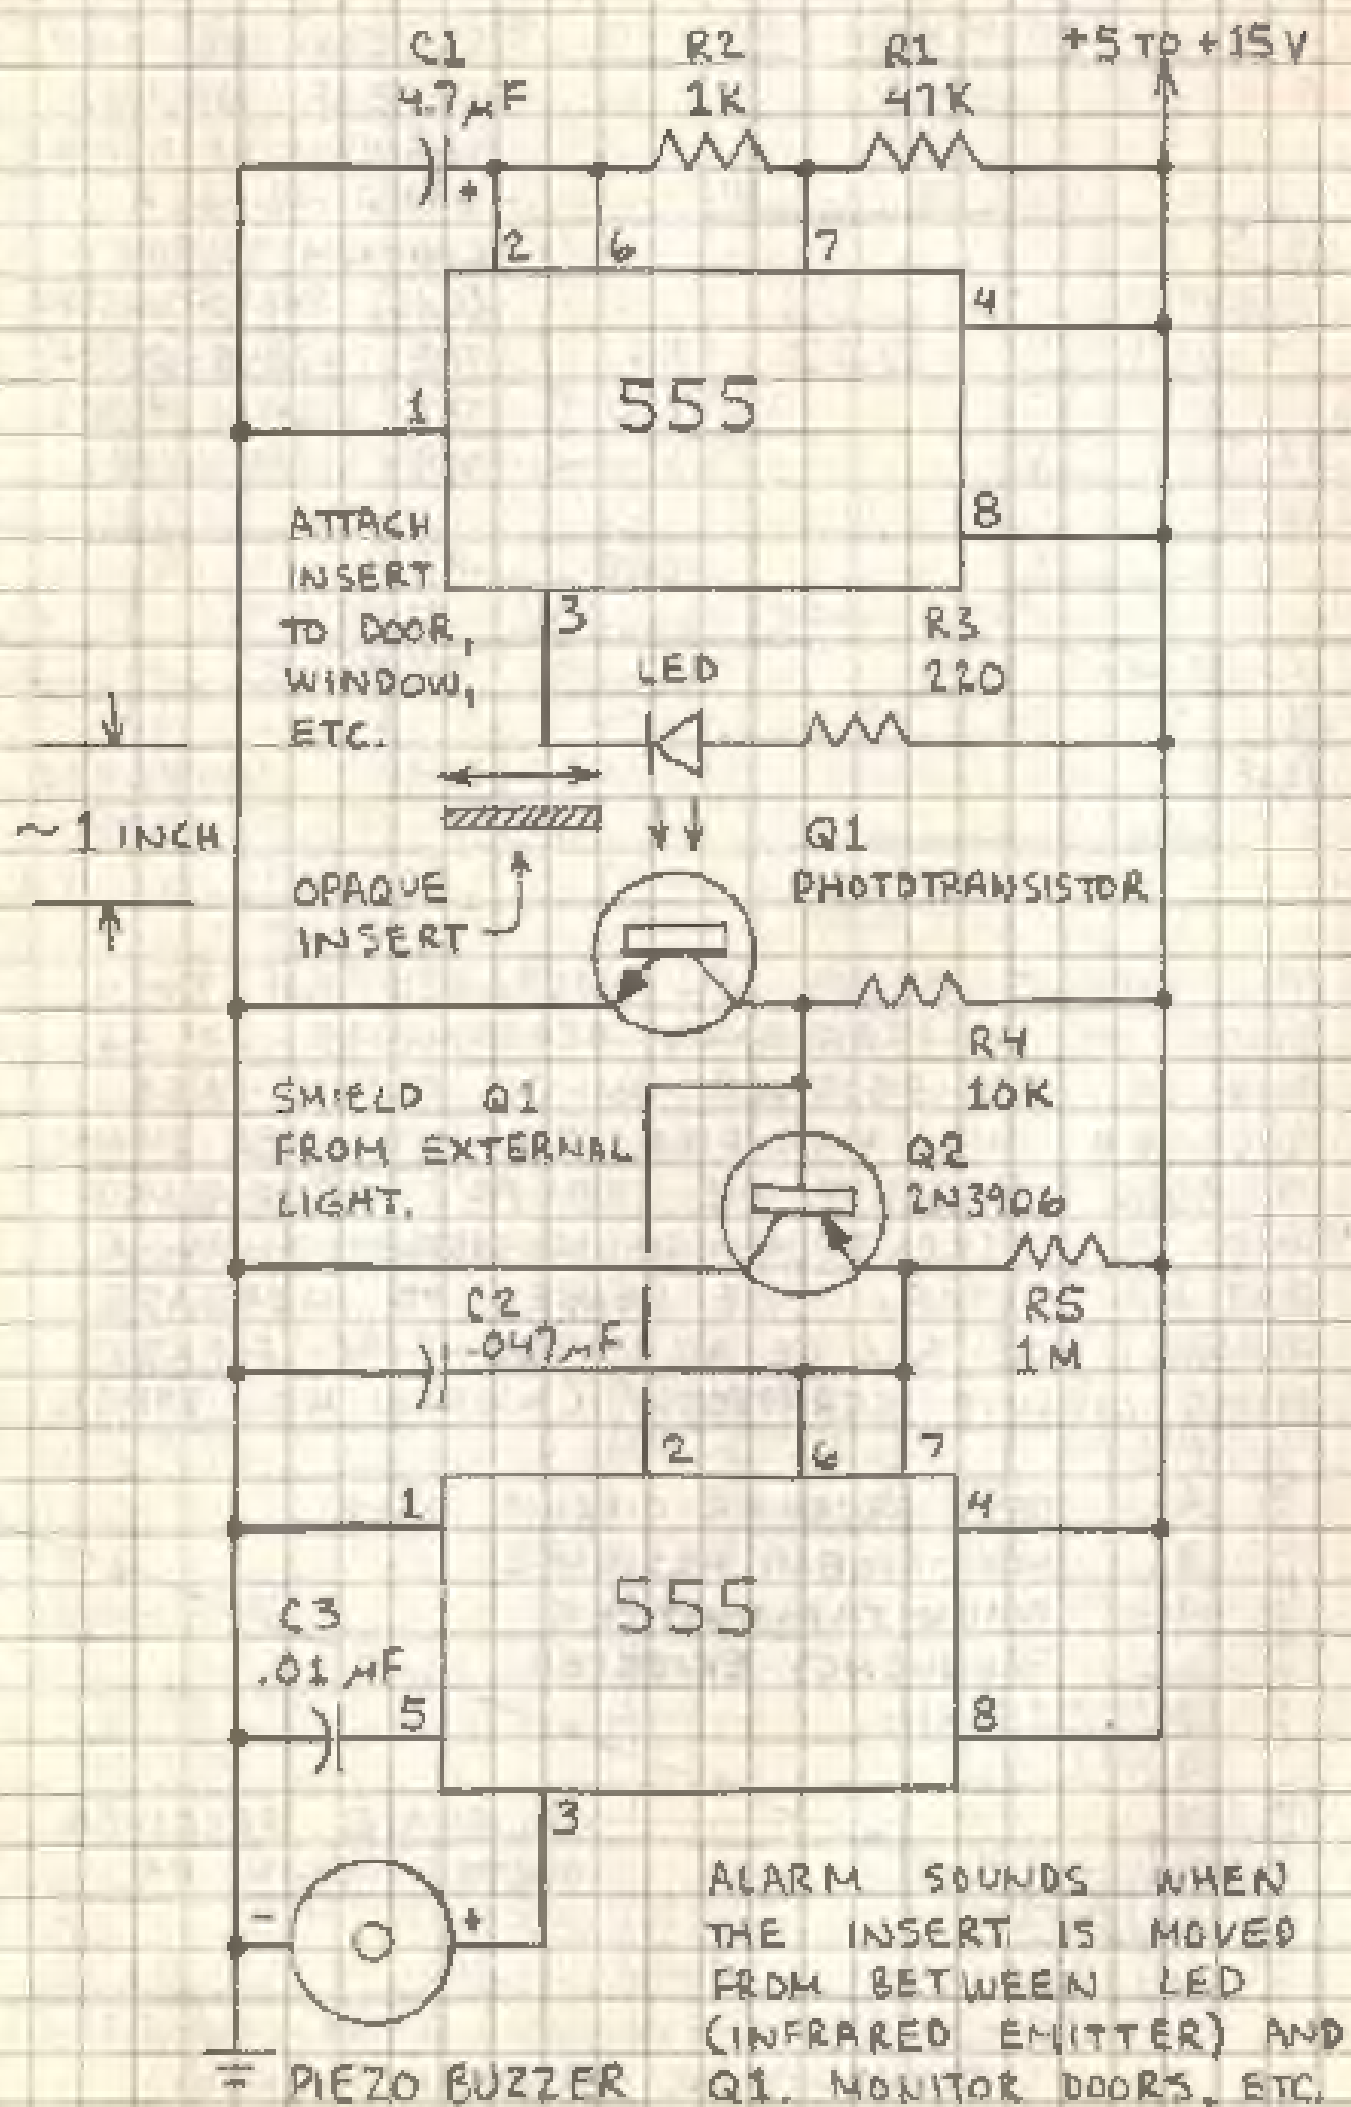 C1
4.7µF
R2
1K
R1
47K
+5 TO +15V
2
6
7
4
555
1
8
ATTACH
INSERT
TO DOOR,
WINDOW,
ETC.
3
LED
R3
220
~1 INCH
OPAQUE
INSERT
Q1
PHOTOTRANSISTOR
R4
10K
SHIELD Q1
FROM EXTERNAL
LIGHT.
Q2
2N3906
R5
1M
C2
.047µF
2
6
7
1
4
555
C3
.01µF
5
8
3
- +
PIEZO BUZZER
ALARM SOUNDS WHEN
THE INSERT IS MOVED
FROM BETWEEN LED
(INFRARED EMITTER) AND
Q1. MONITOR DOORS, ETC.
+